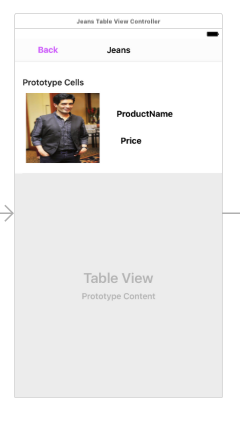 Jeans Table View Controller
Back
Jeans
Prototype Cells
ProductName
Price
Table View
Prototype Content